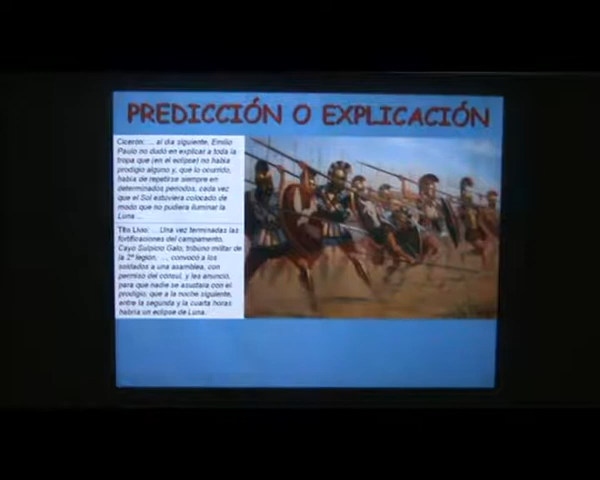 PREDICCIÓN O EXPLICACIÓN
Cicerón: ... al día siguiente, Emilio
Paulo no dudó en explicar a toda la
tropa que (en el eclipse) no había
prodigio alguno y, que lo ocurrido,
había de repetirse siempre en
determinados periodos, cada vez
que el Sol estuviera colocado de
modo que no pudiera iluminar la
Luna ...
Tito Livio: ...Una vez terminadas las
fortificaciones del campamento,
Cayo Sulpicio Galo, tribuno militar de
la 2ª legión, ..., convocó a los
soldados a una asamblea, con
permiso del cónsul, y les anunció,
para que nadie se asustara con el
prodigio, que a la noche siguiente,
entre la segunda y la cuarta horas
habría un eclipse de Luna.